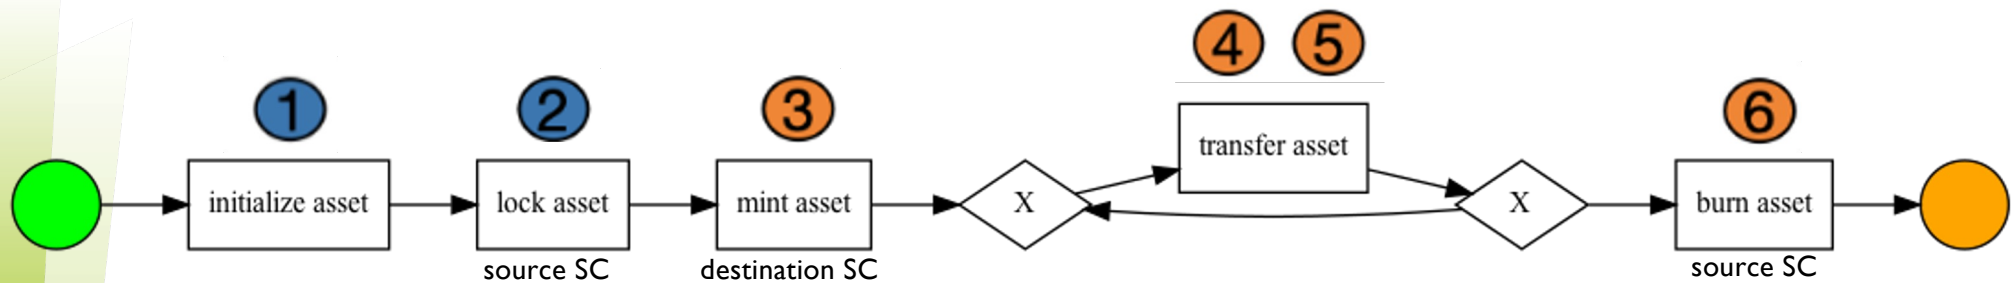 4 5
1 2 3 6
transfer asset
initialize asset lock asset mint asset X X burn asset
source SC destination SC source SC